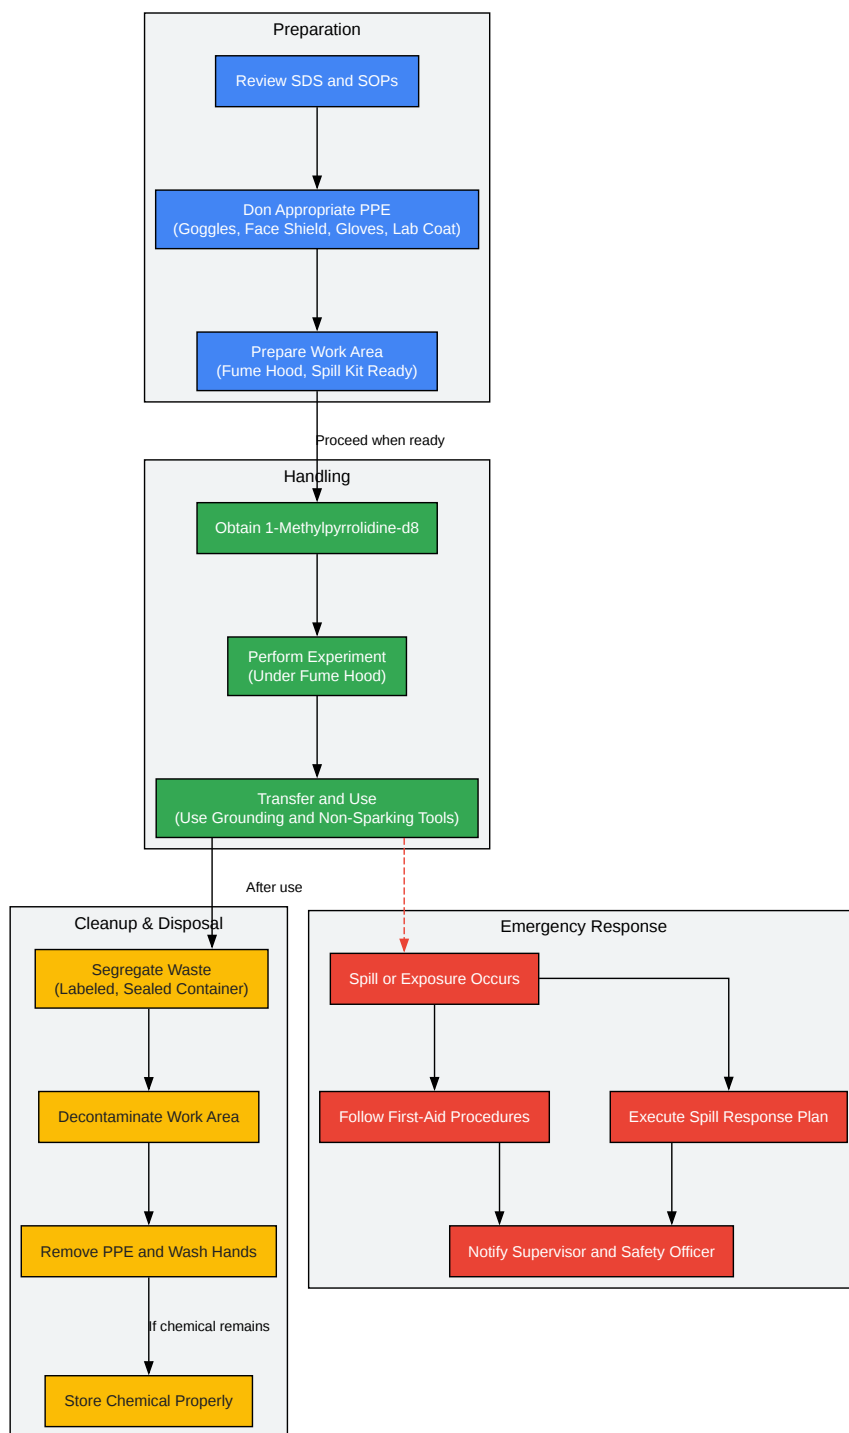 Preparation
Review SDS and SOPs
Don Appropriate PPE
(Goggles, Face Shield, Gloves, Lab Coat)
Prepare Work Area
(Fume Hood, Spill Kit Ready)
Proceed when ready
Handling
Obtain 1-Methylpyrrolidine-d8
Perform Experiment
(Under Fume Hood)
Transfer and Use
(Use Grounding and Non-Sparking Tools)
After use
Cleanup & Disposal
Segregate Waste
(Labeled, Sealed Container)
Decontaminate Work Area
Remove PPE and Wash Hands
If chemical remains
Store Chemical Properly
Emergency Response
Spill or Exposure Occurs
Follow First-Aid Procedures
Execute Spill Response Plan
Notify Supervisor and Safety Officer